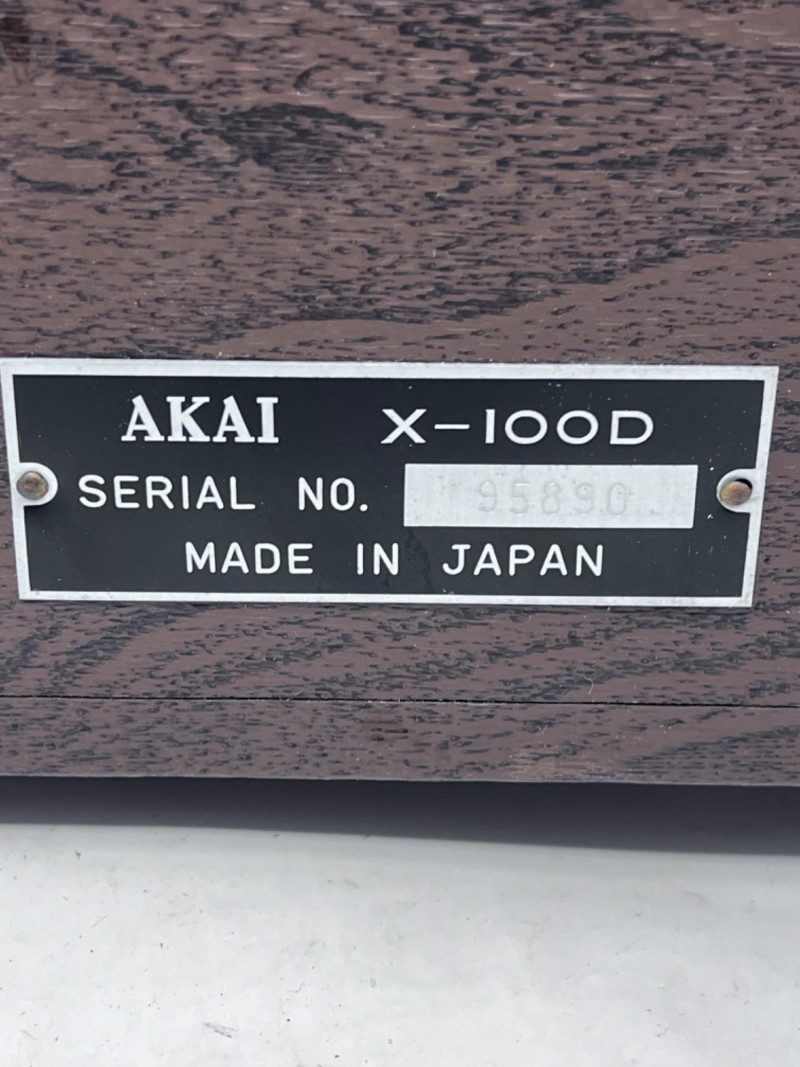 AKAI X-100D
SERIAL NO. 95890
MADE IN JAPAN